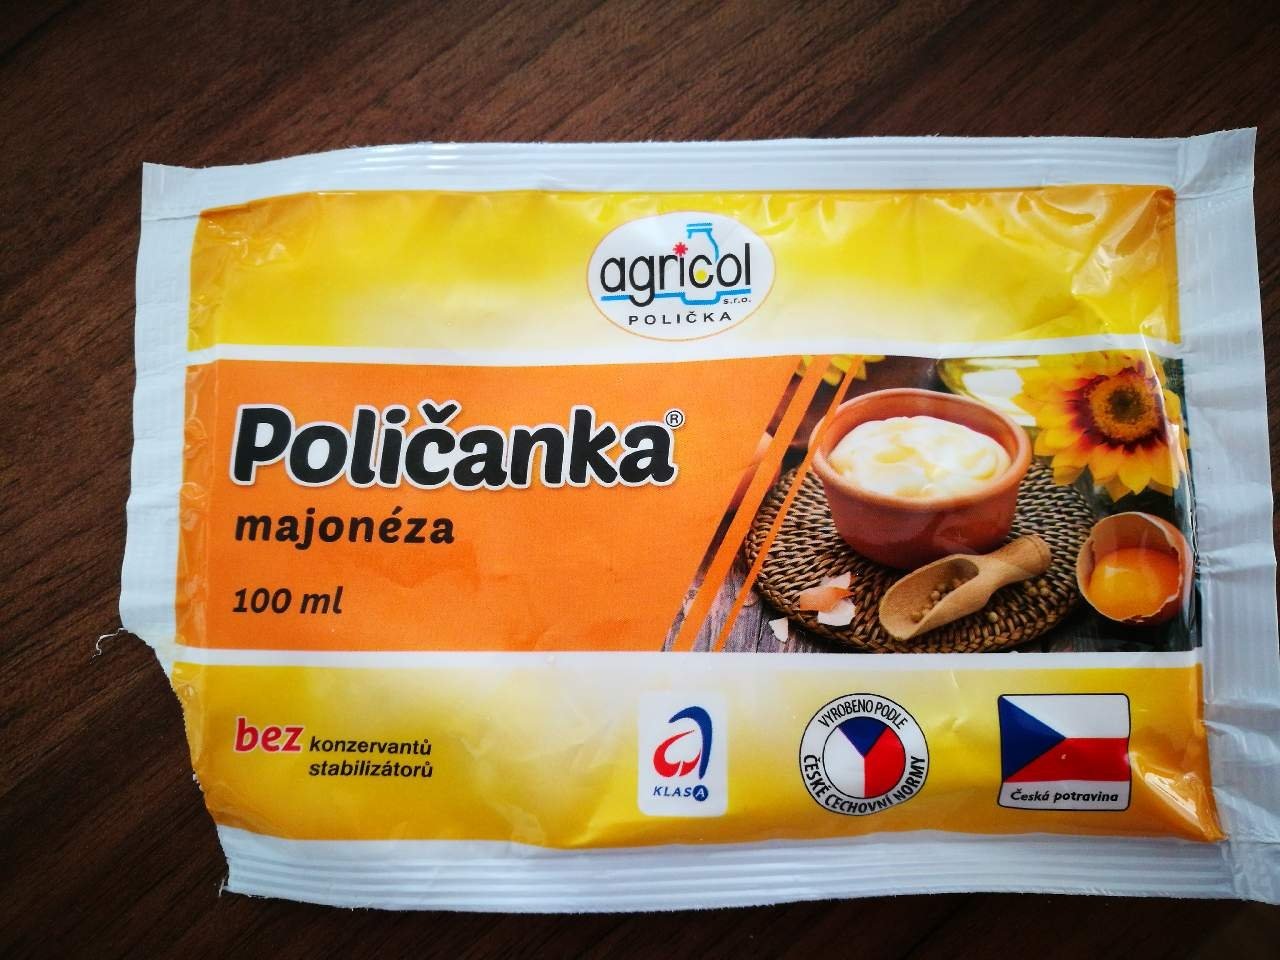 agricol
s.r.o.
POLIČKA
Poličanka®
majonéza
100 ml
bez konzervantů
stabilizátorů
KLASA
VYROBENO PODLE
ČESKÉ CECHOVNÍ NORMY
Česká potravina